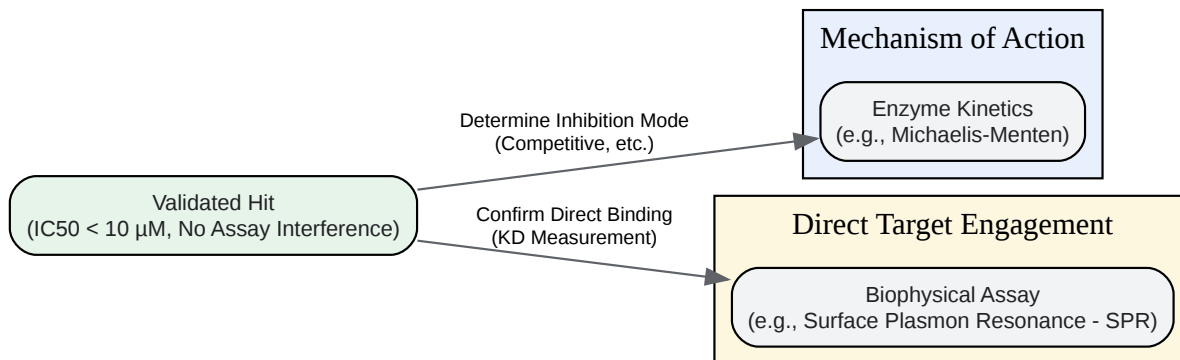 Mechanism of Action
Enzyme Kinetics
(e.g., Michaelis-Menten)
Determine Inhibition Mode
(Competitive, etc.)
Validated Hit
(IC50 < 10 µM, No Assay Interference)
Confirm Direct Binding
(KD Measurement)
Direct Target Engagement
Biophysical Assay
(e.g., Surface Plasmon Resonance - SPR)